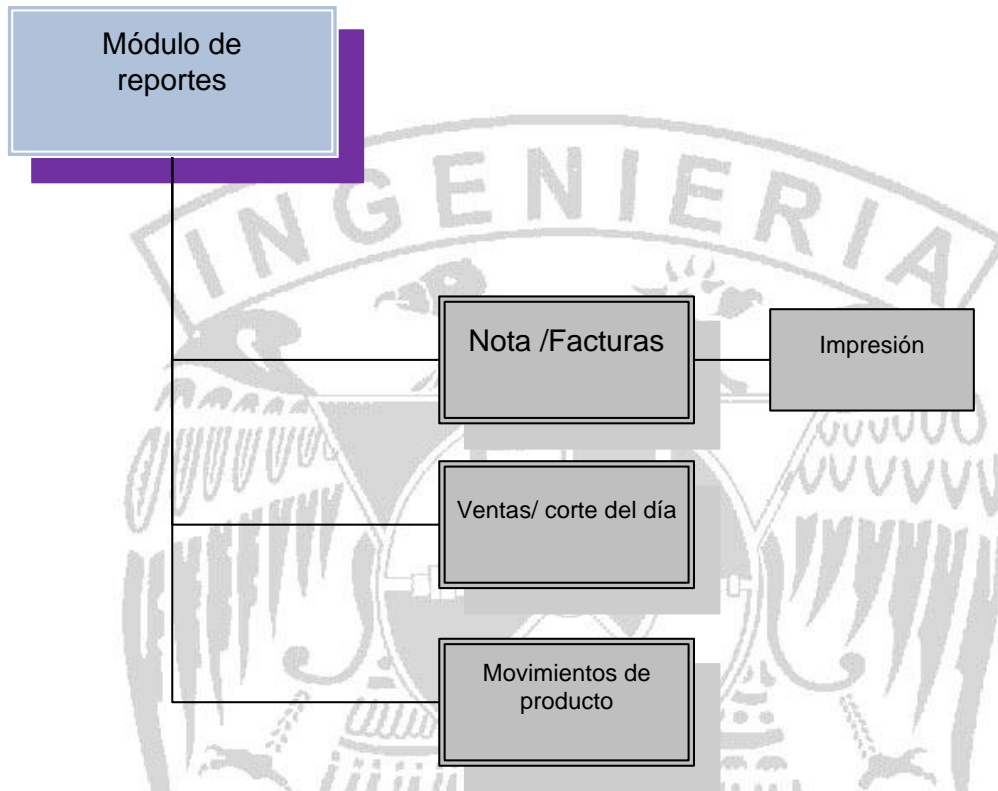 Módulo de
reportes
INGENIERIA
Nota /Facturas
Impresión
Ventas/ corte del día
Movimientos de
producto